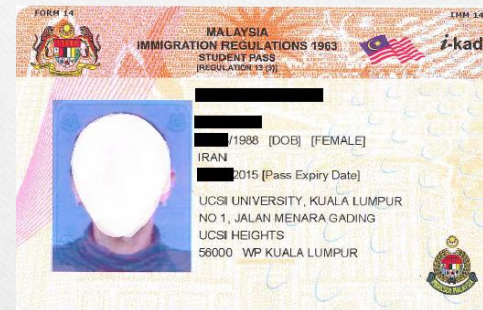 FORM 14
IMM 14
MALAYSIA
IMMIGRATION REGULATIONS 1963
STUDENT PASS
[REGULATION 13 (3)]
i-kad
/1988 [DOB] [FEMALE]
IRAN
2015 [Pass Expiry Date]
UCSI UNIVERSITY, KUALA LUMPUR
NO 1, JALAN MENARA GADING
UCSI HEIGHTS
56000 WP KUALA LUMPUR